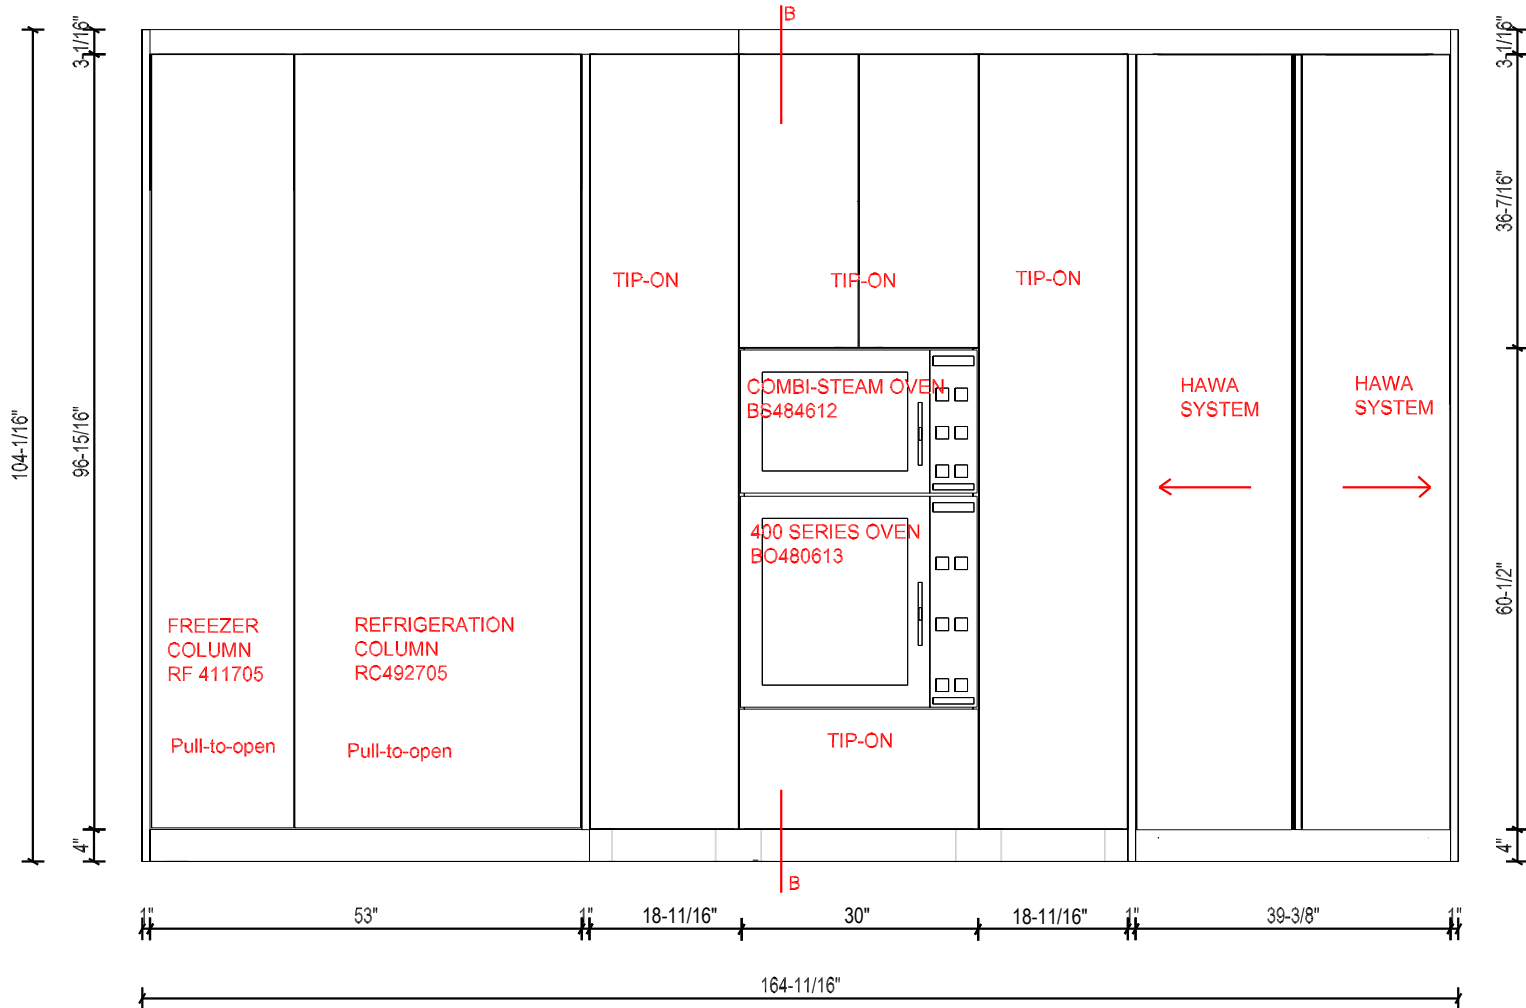 B
3-1/16"
3-1/16"
104-1/16"
96-15/16"
4"
36-7/16"
60-1/2"
4"
TIP-ON
TIP-ON
TIP-ON
COMBI-STEAM OVEN
BS484612
HAWA
SYSTEM
HAWA
SYSTEM
400 SERIES OVEN
BO480613
FREEZER
COLUMN
RF 411705
REFRIGERATION
COLUMN
RC492705
Pull-to-open
Pull-to-open
TIP-ON
B
1"
53"
1"
18-11/16"
30"
18-11/16"
1"
39-3/8"
1"
164-11/16"